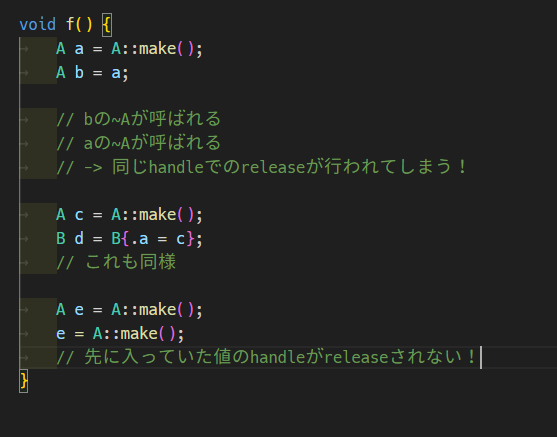 void f() {
A a = A::make();
A b = a;
// bの~Aが呼ばれる
// aの~Aが呼ばれる
// -> 同じhandleでのreleaseが行われてしまう！
A c = A::make();
B d = B{.a = c};
// これも同様
A e = A::make();
e = A::make();
// 先に入っていた値のhandleがreleaseされない！
}